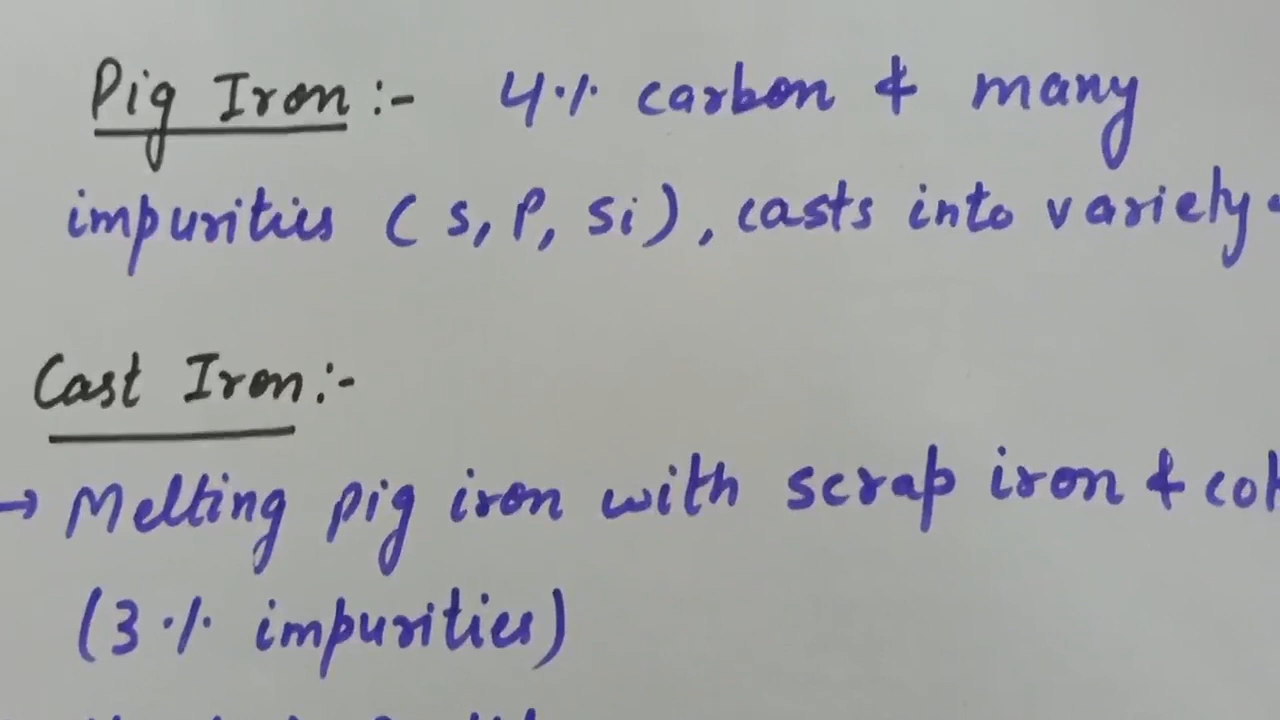 Pig Iron :- 4% carbon & many
impurities ( S, P, Si ), casts into variety
Cast Iron:-
→ Melting pig iron with scrap iron &
(3% impurities)